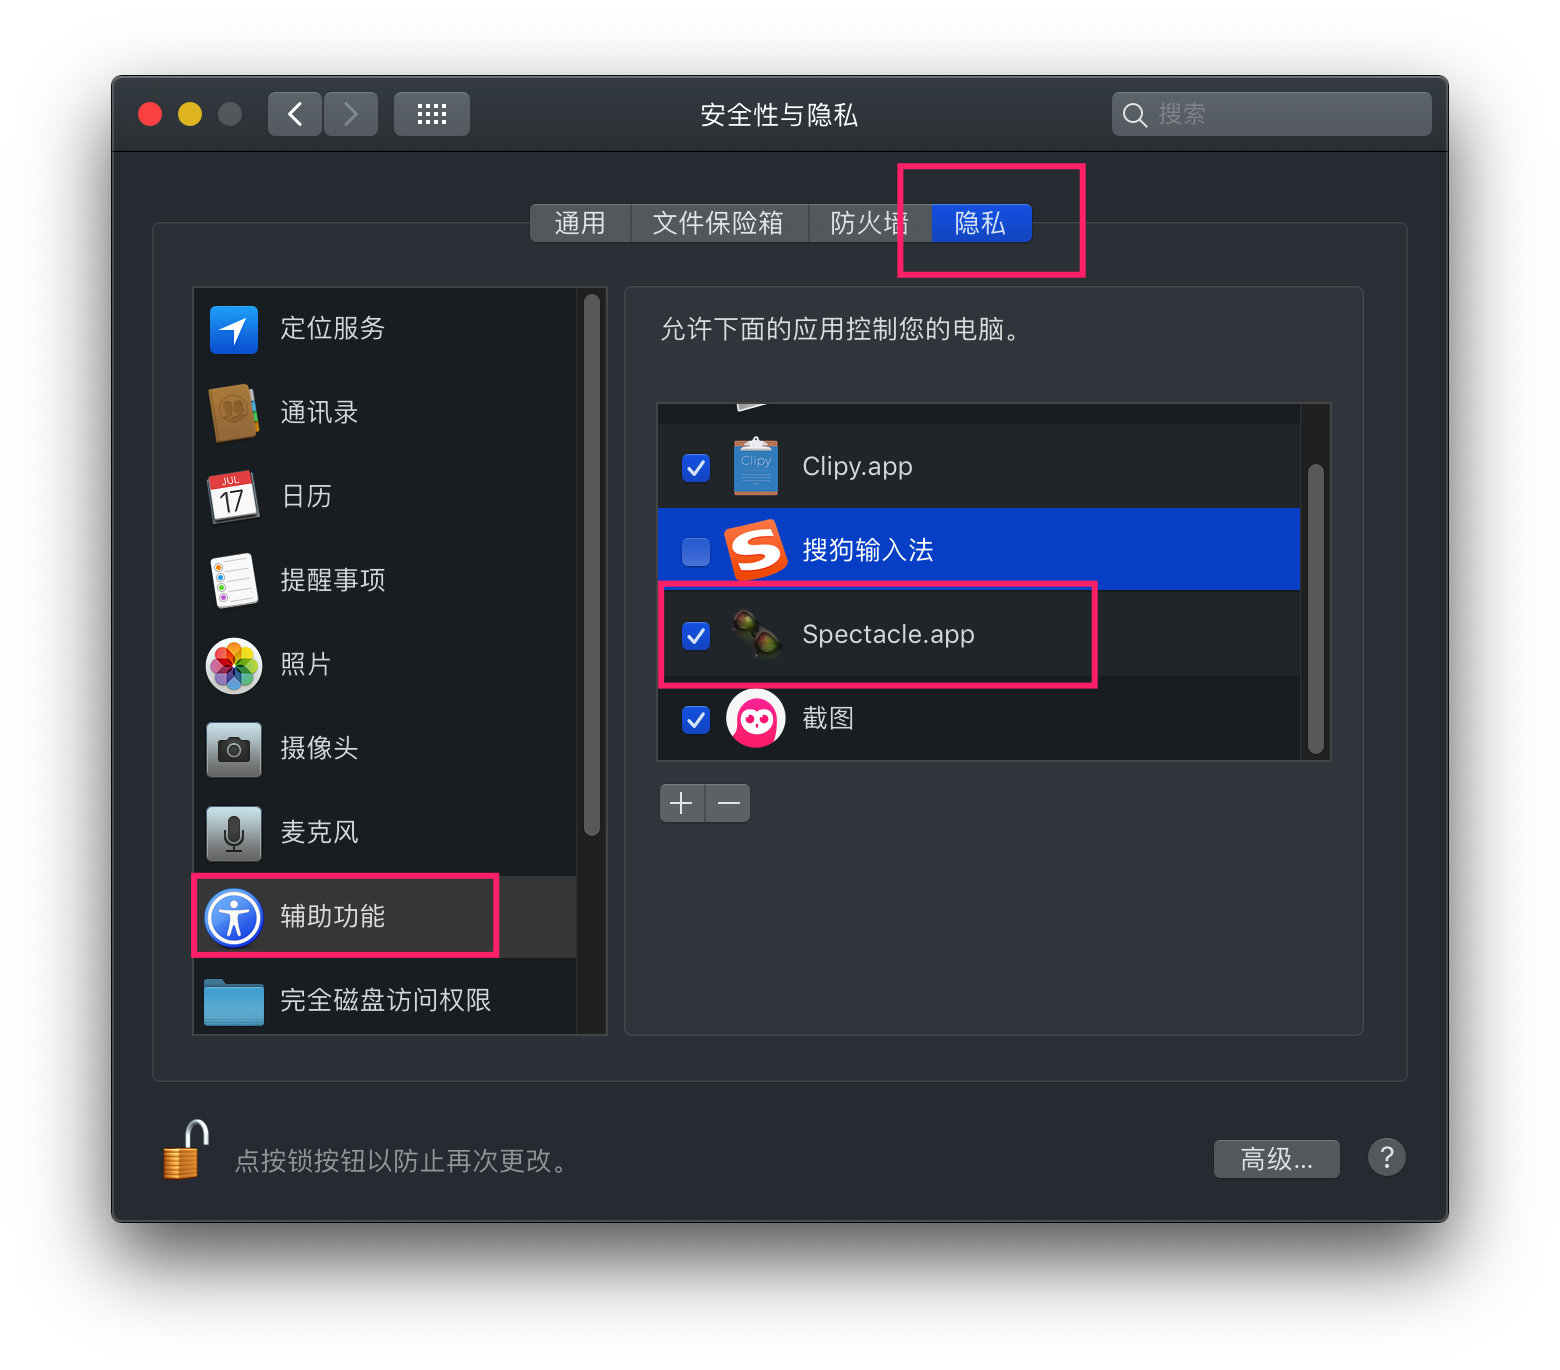 安全性与隐私
搜索
通用
文件保险箱
防火墙
隐私
定位服务
通讯录
JUL
17
日历
提醒事项
照片
摄像头
麦克风
辅助功能
完全磁盘访问权限
允许下面的应用控制您的电脑。
Clipy
Clipy.app
搜狗输入法
Spectacle.app
截图
点按锁按钮以防止再次更改。
高级...
?